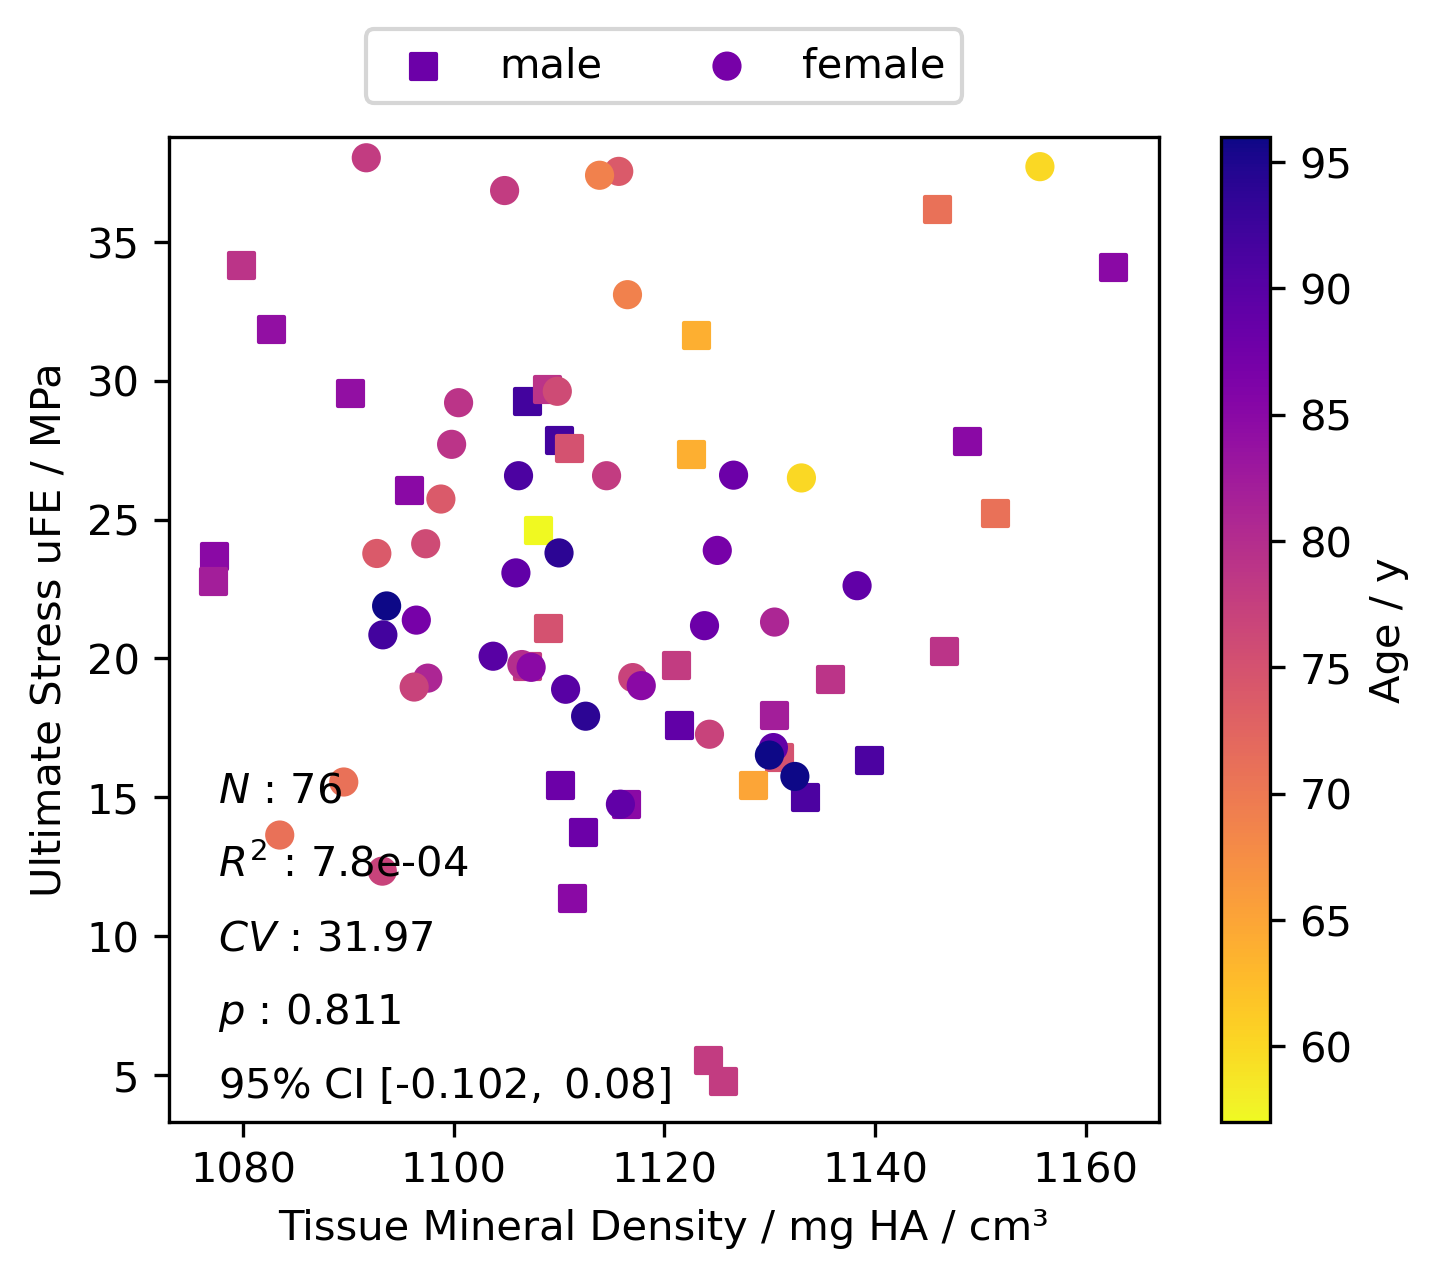 male female
Ultimate Stress uFE / MPa
35
30
25
20
15
10
5
N : 76
R² : 7.8e-04
CV : 31.97
p : 0.811
95% CI [-0.102, 0.08]
1080 1100 1120 1140 1160
Tissue Mineral Density / mg HA / cm³
95
90
85
80
75
70
65
60
Age / y